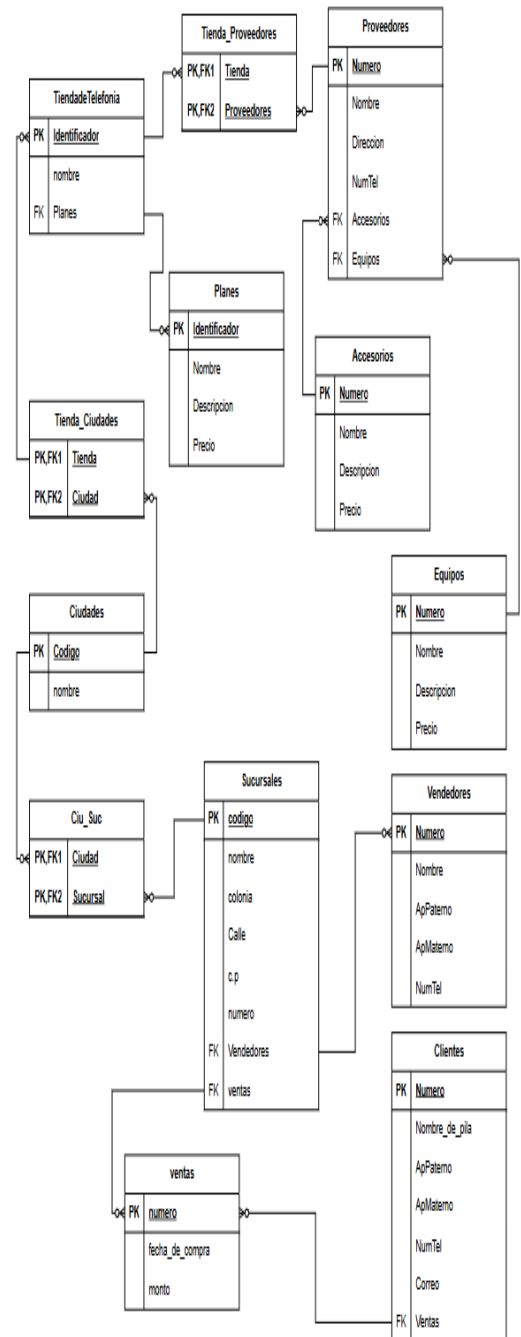 Tienda_Proveedores
PK,FK1 Tienda
PK,FK2 Proveedores
Proveedores
PK Numero
Nombre
Direccion
NumTel
FK Accesorios
FK Equipos
TiendadeTelefonia
PK Identificador
nombre
FK Planes
Planes
PK Identificador
Nombre
Descripcion
Precio
Accesorios
PK Numero
Nombre
Descripcion
Precio
Tienda_Ciudades
PK,FK1 Tienda
PK,FK2 Ciudad
Equipos
PK Numero
Nombre
Descripcion
Precio
Ciudades
PK Codigo
nombre
Ciu_Suc
PK,FK1 Ciudad
PK,FK2 Sucursal
Sucursales
PK codigo
nombre
colonia
Calle
c.p
numero
FK Vendedores
FK ventas
Vendedores
PK Numero
Nombre
ApPaterno
ApMaterno
NumTel
Clientes
PK Numero
Nombre_de_pila
ApPaterno
ApMaterno
NumTel
Correo
FK Ventas
ventas
PK numero
fecha_de_compra
monto